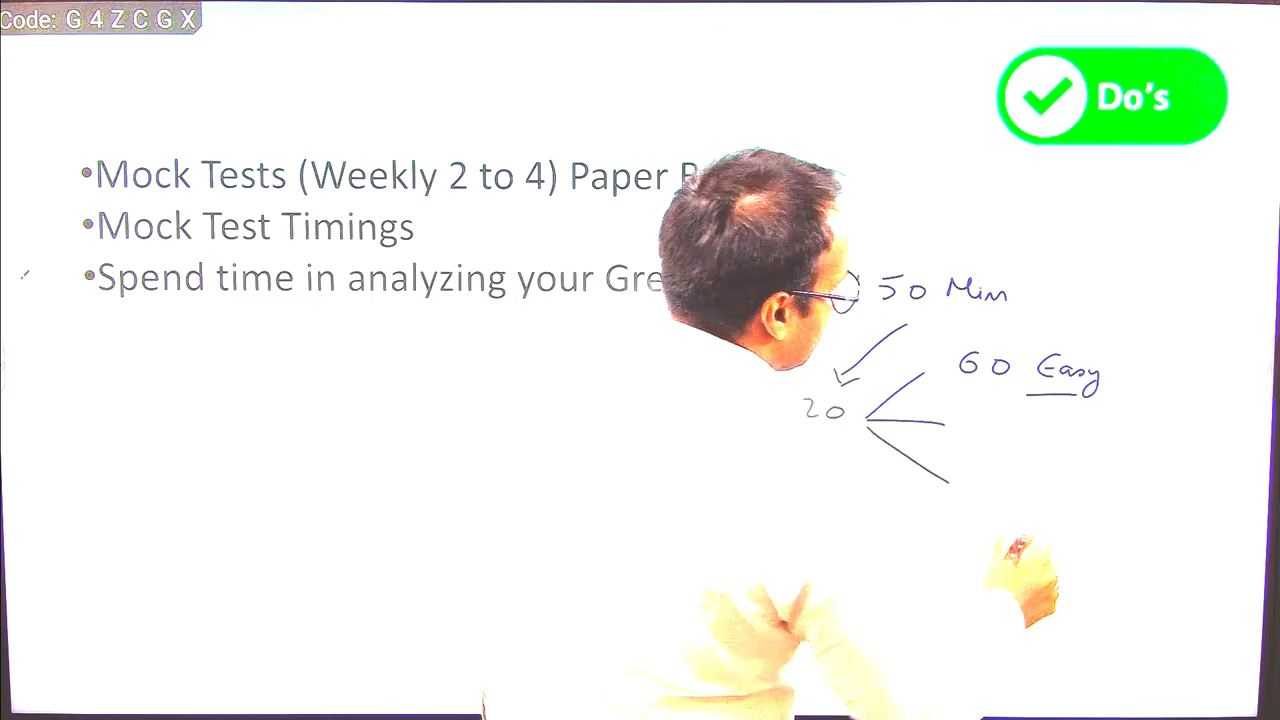 Code: G 4 Z C G X
Do's
•Mock Tests (Weekly 2 to 4) Paper
•Mock Test Timings
•Spend time in analyzing your
50 Min
60 Easy
20